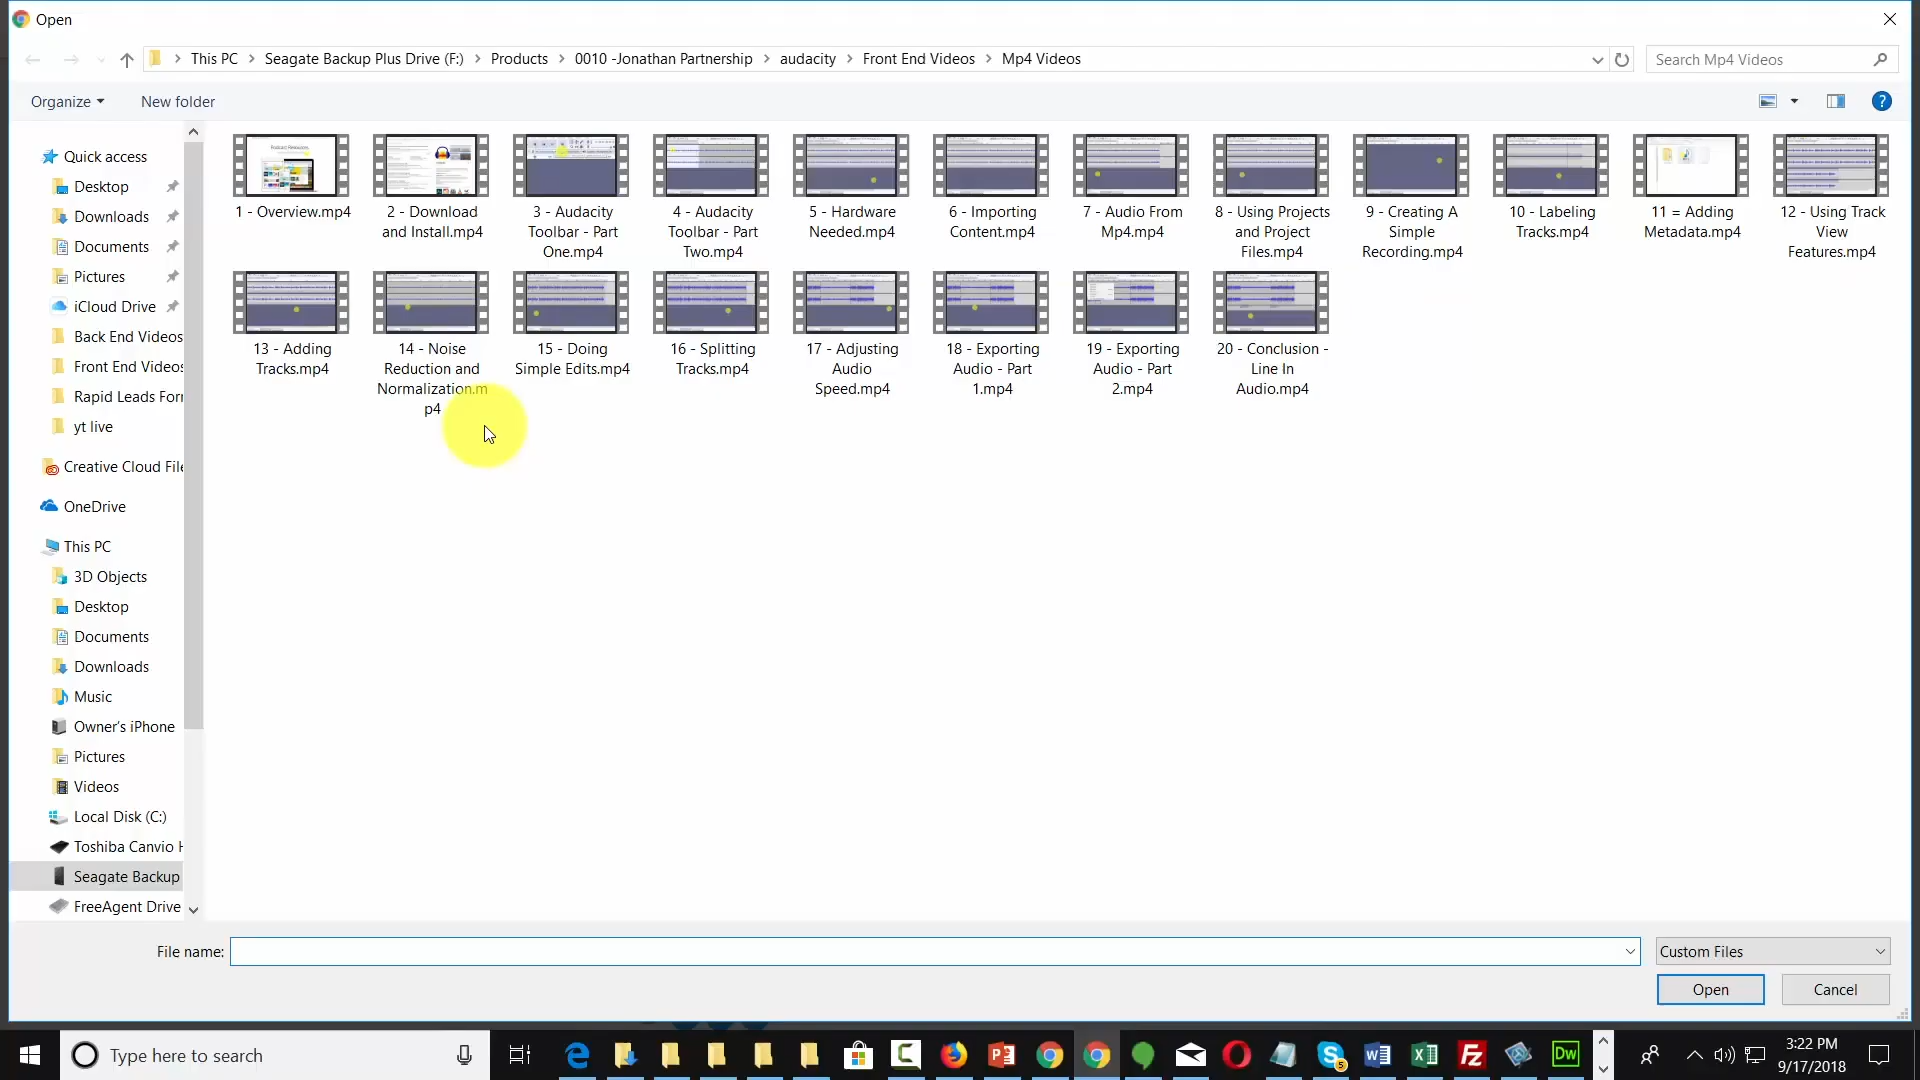 Open
This PC
Seagate Backup Plus Drive (F:)
Products
0010 -Jonathan Partnership
audacity
Front End Videos
Mp4 Videos
Search Mp4 Videos
Organize
New folder
Quick access
Desktop
Downloads
Documents
Pictures
iCloud Drive
Back End Videos
Front End Videos
Rapid Leads For
yt live
Creative Cloud File
OneDrive
This PC
3D Objects
Desktop
Documents
Downloads
Music
Owner's iPhone
Pictures
Videos
Local Disk (C:)
Toshiba Canvio H
Seagate Backup
FreeAgent Drive
1 - Overview.mp4
2 - Download
and Install.mp4
3 - Audacity
Toolbar - Part
One.mp4
4 - Audacity
Toolbar - Part
Two.mp4
5 - Hardware
Needed.mp4
6 - Importing
Content.mp4
7 - Audio From
Mp4.mp4
8 - Using Projects
and Project
Files.mp4
9 - Creating A
Simple
Recording.mp4
10 - Labeling
Tracks.mp4
11 = Adding
Metadata.mp4
12 - Using Track
View
Features.mp4
13 - Adding
Tracks.mp4
14 - Noise
Reduction and
Normalization.m
p4
15 - Doing
Simple Edits.mp4
16 - Splitting
Tracks.mp4
17 - Adjusting
Audio
Speed.mp4
18 - Exporting
Audio - Part
1.mp4
19 - Exporting
Audio - Part
2.mp4
20 - Conclusion -
Line In
Audio.mp4
File name:
Custom Files
Open
Cancel
Type here to search
5
Dw
3:22 PM
9/17/2018